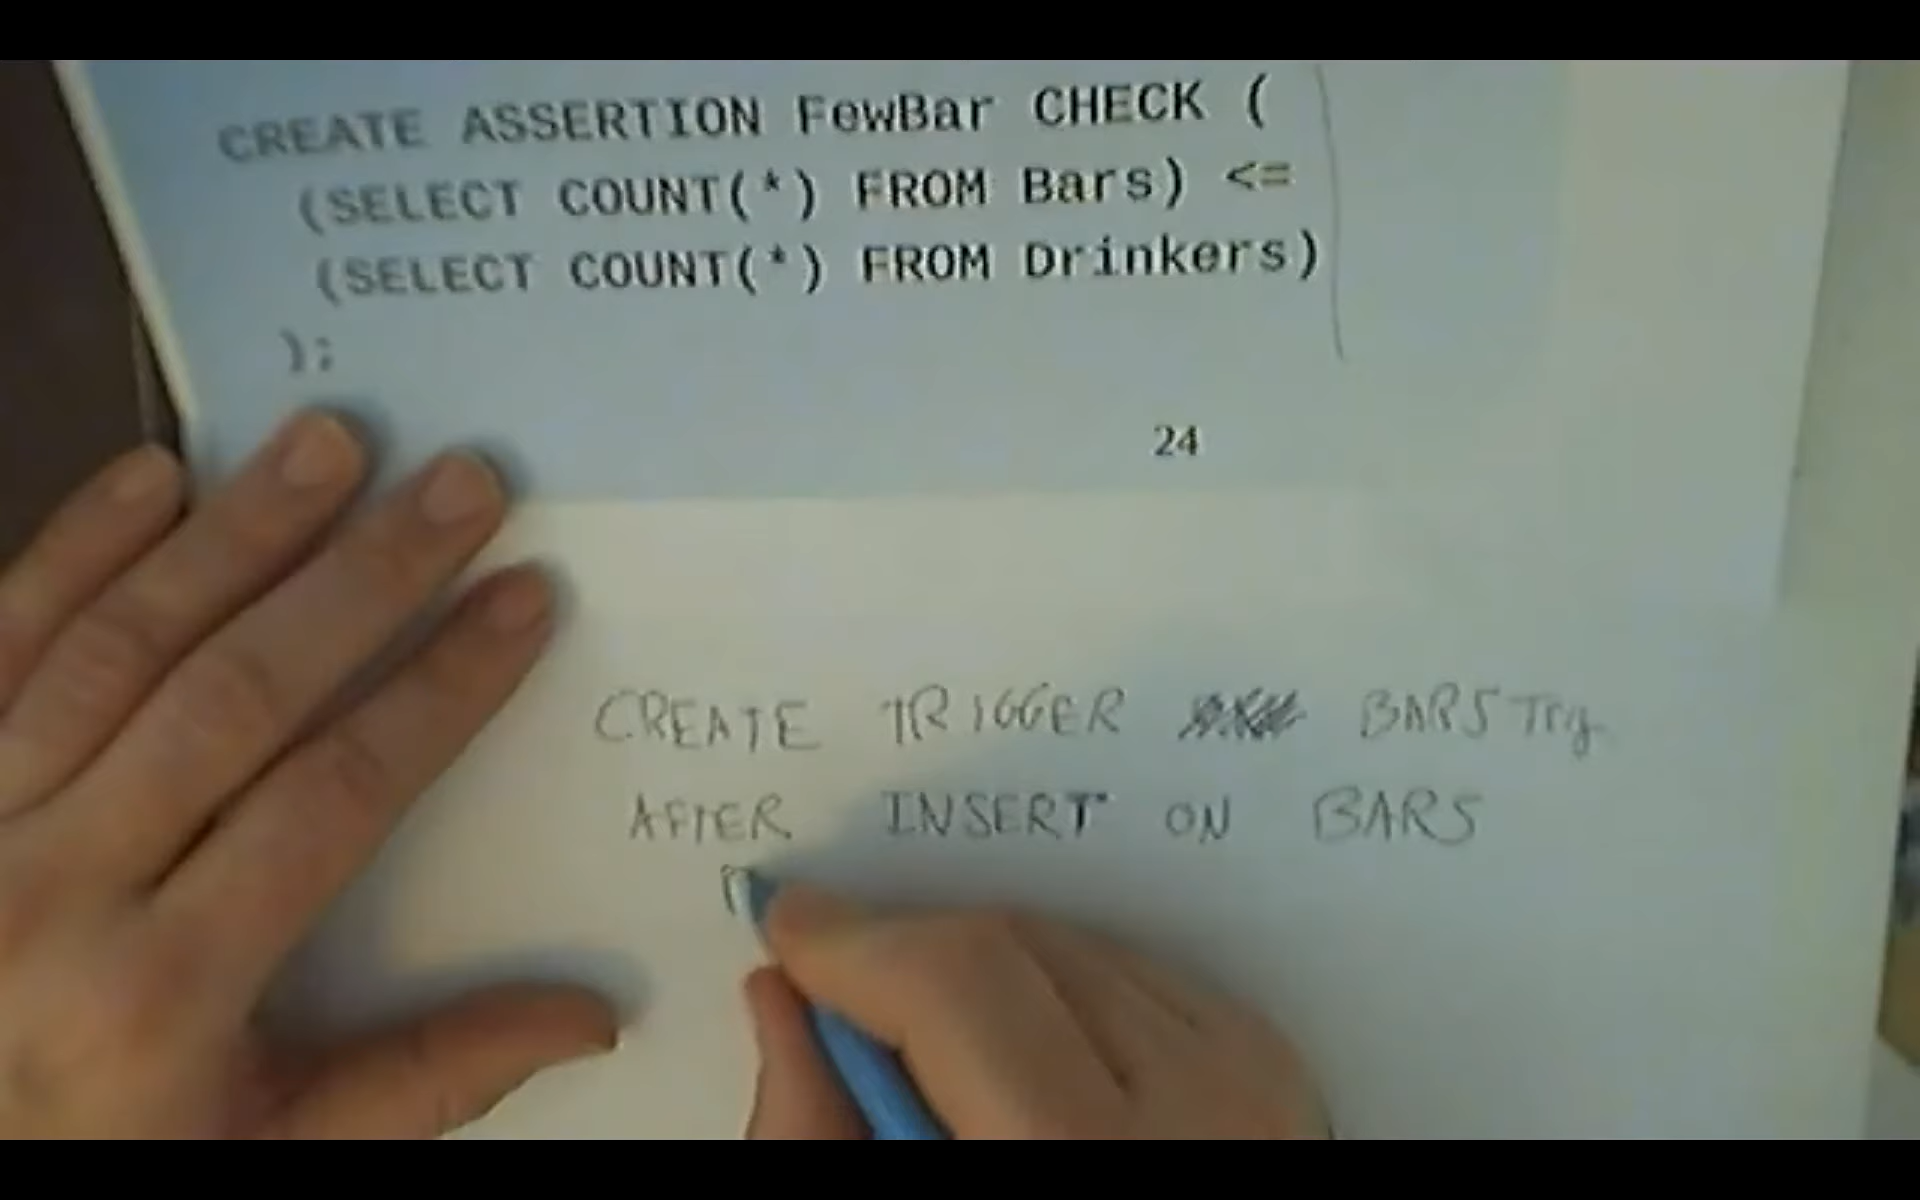 CREATE ASSERTION FewBar CHECK (
(SELECT COUNT(*) FROM Bars) <=
(SELECT COUNT(*) FROM Drinkers)
);
24
CREATE TRIGGER BARSTrg
AFTER INSERT ON BARS